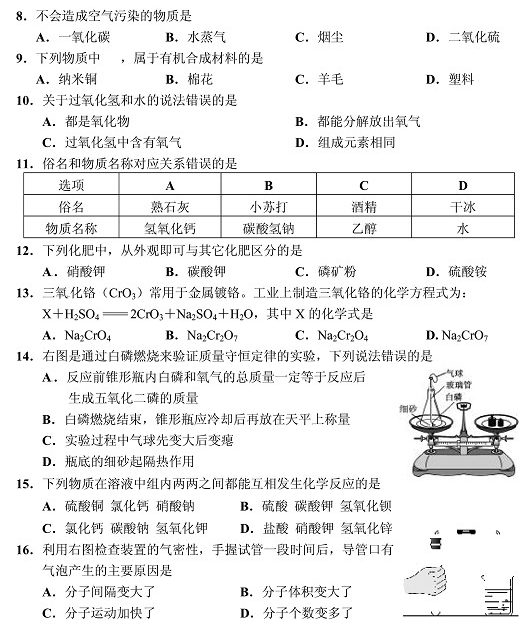 8．不会造成空气污染的物质是
A．一氧化碳 B．水蒸气 C．烟尘 D．二氧化硫
9．下列物质中 ，属于有机合成材料的是
A．纳米铜 B．棉花 C．羊毛 D．塑料
10．关于过氧化氢和水的说法错误的是
A．都是氧化物 B．都能分解放出氧气
C．过氧化氢中含有氧气 D．组成元素相同
11．俗名和物质名称对应关系错误的是
选项 A B C D
俗名 熟石灰 小苏打 酒精 干冰
物质名称 氢氧化钙 碳酸氢钠 乙醇 水
12．下列化肥中，从外观即可与其它化肥区分的是
A．硝酸钾 B．碳酸钾 C．磷矿粉 D．硫酸铵
13．三氧化铬（CrO₃）常用于金属镀铬。工业上制造三氧化铬的化学方程式为：
X＋H₂SO₄══2CrO₃＋Na₂SO₄＋H₂O，其中 X 的化学式是
A．Na₂CrO₄ B．Na₂Cr₂O₇ C．Na₂Cr₂O₄ D. Na₂CrO₇
14．右图是通过白磷燃烧来验证质量守恒定律的实验，下列说法错误的是
A．反应前锥形瓶内白磷和氧气的总质量一定等于反应后
生成五氧化二磷的质量
B．白磷燃烧结束，锥形瓶应冷却后再放在天平上称量
C．实验过程中气球先变大后变瘪
D．瓶底的细砂起隔热作用
气球
玻璃管
白磷
细砂
15．下列物质在溶液中组内两两之间都能互相发生化学反应的是
A．硫酸铜 氯化钙 硝酸钠 B．硫酸 碳酸钾 氢氧化钡
C．氯化钙 碳酸钠 氢氧化钾 D．盐酸 硝酸钾 氢氧化锌
16．利用右图检查装置的气密性，手握试管一段时间后，导管口有
气泡产生的主要原因是
A．分子间隔变大了 B．分子体积变大了
C．分子运动加快了 D．分子个数变多了